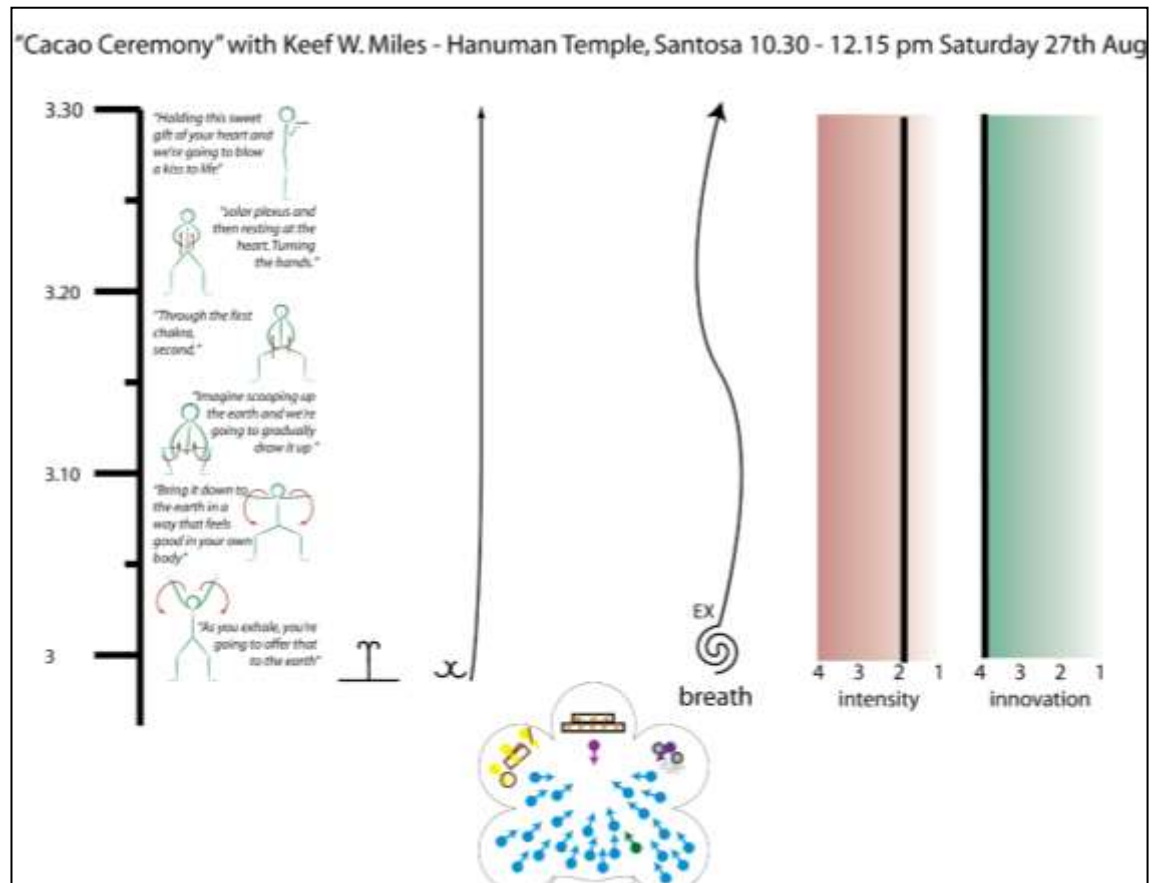 "Cacao Ceremony" with Keef W. Miles - Hanuman Temple, Santosa 10.30 - 12.15 pm Saturday 27th Aug
3.30
"Holding this sweet
gift of your heart and
we're going to blow
a kiss to life"
"solar plexus and
then resting at the
heart. Turning
the hands."
3.20
"Through the first
chakra,
second,"
"Imagine scooping up
the earth and we're
going to gradually
draw it up"
3.10
"Bring it down to
the earth in a
way that feels
good in your own
body"
"As you exhale, you're
going to offer that
to the earth"
3
EX
breath
4 3 2 1
intensity
4 3 2 1
innovation